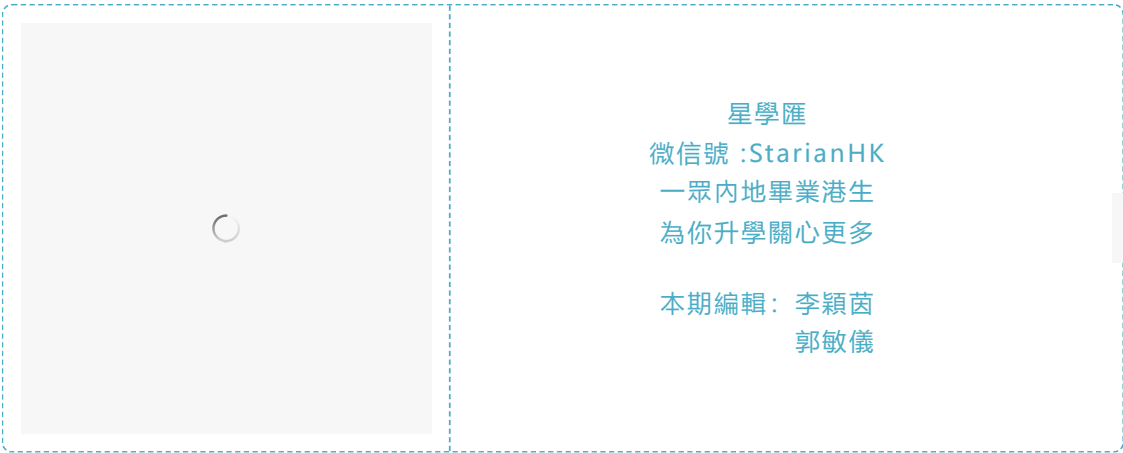 星學匯
微信號 :StarianHK
一眾內地畢業港生
為你升學關心更多
本期編輯：李穎茵
郭敏儀